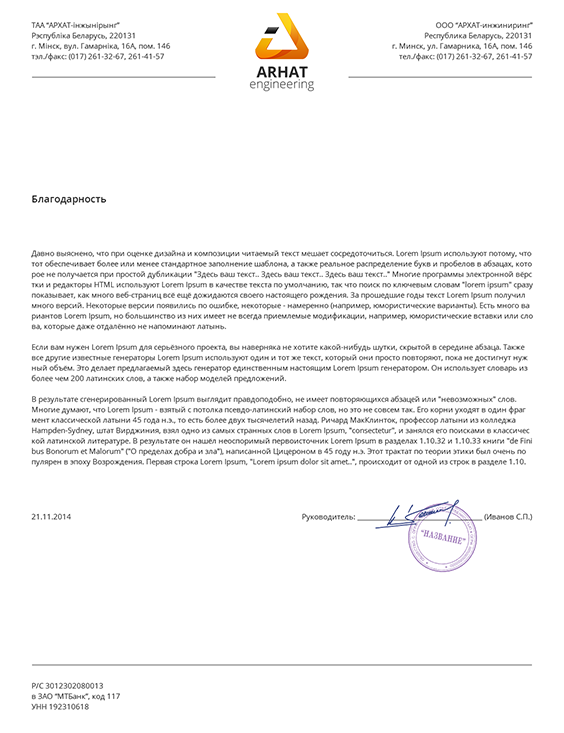 ТАА "АРХАТ-інжынірынг"
Рэспубліка Беларусь, 220131
г. Мінск, вул. Гамарніка, 16А, пом. 146
тэл./факс: (017) 261-32-67, 261-41-57
ARHAT
engineering
ООО "АРХАТ-инжиниринг"
Республика Беларусь, 220131
г. Минск, ул. Гамарника, 16А, пом. 146
тел./факс: (017) 261-32-67, 261-41-57
Благодарность
Давно выяснено, что при оценке дизайна и композиции читаемый текст мешает сосредоточиться. Lorem Ipsum используют потому, что
тот обеспечивает более или менее стандартное заполнение шаблона, а также реальное распределение букв и пробелов в абзацах, кото
рое не получается при простой дубликации "Здесь ваш текст.. Здесь ваш текст.. Здесь ваш текст.." Многие программы электронной вёрс
тки и редакторы HTML используют Lorem Ipsum в качестве текста по умолчанию, так что поиск по ключевым словам "lorem ipsum" сразу
показывает, как много веб-страниц всё ещё дожидаются своего настоящего рождения. За прошедшие годы текст Lorem Ipsum получил
много версий. Некоторые версии появились по ошибке, некоторые - намеренно (например, юмористические варианты). Есть много ва
риантов Lorem Ipsum, но большинство из них имеет не всегда приемлемые модификации, например, юмористические вставки или сло
ва, которые даже отдалённо не напоминают латынь.
Если вам нужен Lorem Ipsum для серьёзного проекта, вы наверняка не хотите какой-нибудь шутки, скрытой в середине абзаца. Также
все другие известные генераторы Lorem Ipsum используют один и тот же текст, который они просто повторяют, пока не достигнут нуж
ный объём. Это делает предлагаемый здесь генератор единственным настоящим Lorem Ipsum генератором. Он использует словарь из
более чем 200 латинских слов, а также набор моделей предложений.
В результате сгенерированный Lorem Ipsum выглядит правдоподобно, не имеет повторяющихся абзацей или "невозможных" слов.
Многие думают, что Lorem Ipsum - взятый с потолка псевдо-латинский набор слов, но это не совсем так. Его корни уходят в один фраг
мент классической латыни 45 года н.э., то есть более двух тысячелетий назад. Ричард МакКлинток, профессор латыни из колледжа
Hampden-Sydney, штат Вирджиния, взял одно из самых странных слов в Lorem Ipsum, "consectetur", и занялся его поисками в классичес
кой латинской литературе. В результате он нашёл неоспоримый первоисточник Lorem Ipsum в разделах 1.10.32 и 1.10.33 книги "de Fini
bus Bonorum et Malorum" ("О пределах добра и зла"), написанной Цицероном в 45 году н.э. Этот трактат по теории этики был очень по
пулярен в эпоху Возрождения. Первая строка Lorem Ipsum, "Lorem ipsum dolor sit amet..", происходит от одной из строк в разделе 1.10.
21.11.2014
Руководитель: (Иванов С.П.)
"НАЗВАНИЕ"
Р/С 3012302080013
в ЗАО "МТБанк", код 117
УНН 192310618